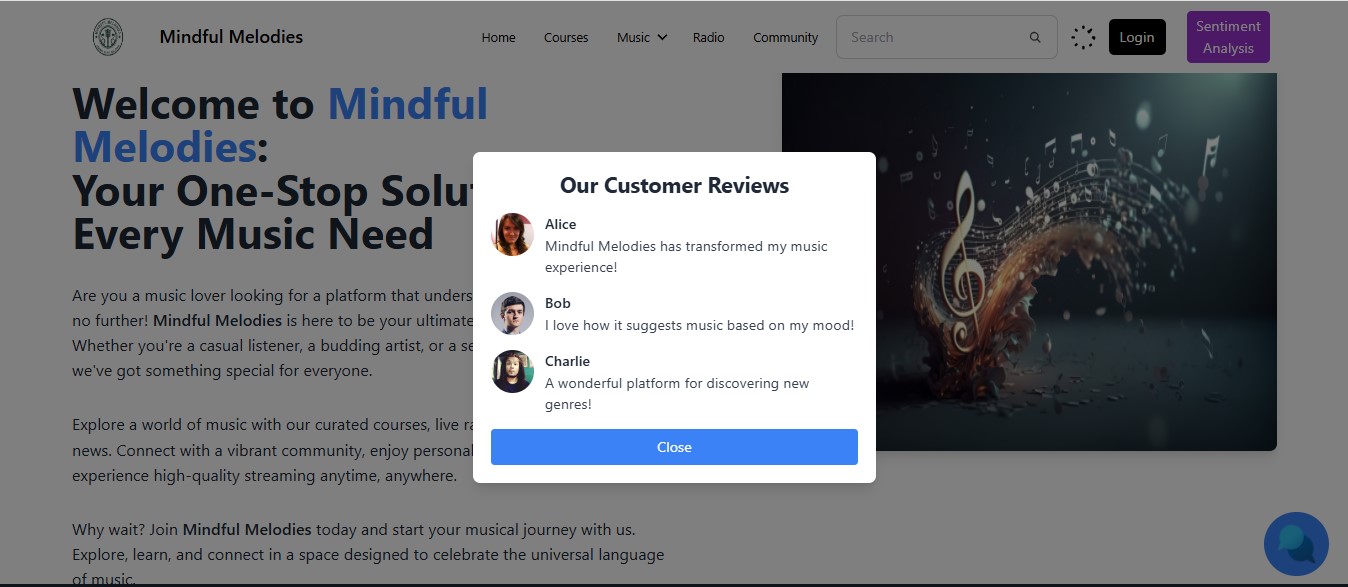 Mindful Melodies
Home
Courses
Music
Radio
Community
Search
Login
Sentiment
Analysis
Welcome to Mindful
Melodies:
Your One-Stop Solut
Every Music Need
Are you a music lover looking for a platform that unders
no further! Mindful Melodies is here to be your ultimate
Whether you're a casual listener, a budding artist, or a se
we've got something special for everyone.
Explore a world of music with our curated courses, live ra
news. Connect with a vibrant community, enjoy personal
experience high-quality streaming anytime, anywhere.
Why wait? Join Mindful Melodies today and start your musical journey with us.
Explore, learn, and connect in a space designed to celebrate the universal language
of music.
Our Customer Reviews
Alice
Mindful Melodies has transformed my music
experience!
Bob
I love how it suggests music based on my mood!
Charlie
A wonderful platform for discovering new
genres!
Close